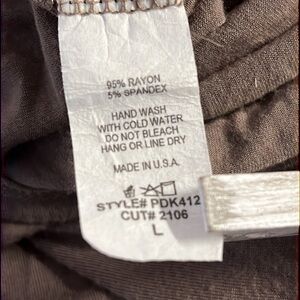 95% RAYON
5% SPANDEX
HAND WASH
WITH COLD WATER
DO NOT BLEACH
HANG OR LINE DRY
MADE IN U.S.A.
STYLE# PDK412
CUT# 2106
L